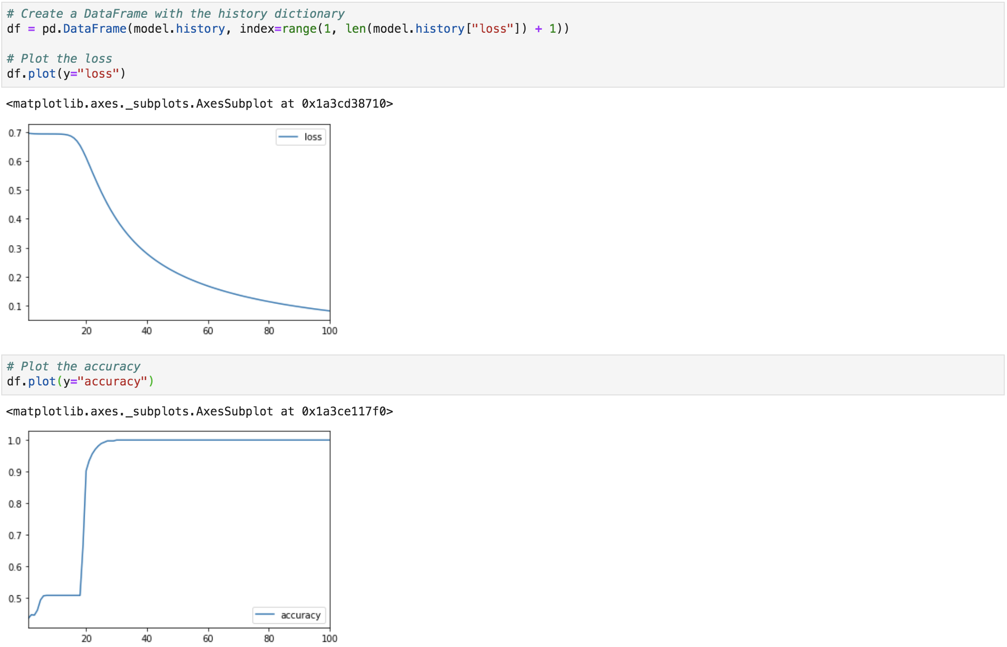 # Create a DataFrame with the history dictionary
df = pd.DataFrame(model.history, index=range(1, len(model.history["loss"]) + 1))
# Plot the loss
df.plot(y="loss")
<matplotlib.axes._subplots.AxesSubplot at 0x1a3cd38710>
loss
0.7
0.6
0.5
0.4
0.3
0.2
0.1
20 40 60 80 100
# Plot the accuracy
df.plot(y="accuracy")
<matplotlib.axes._subplots.AxesSubplot at 0x1a3ce117f0>
1.0
0.9
0.8
0.7
0.6
0.5
accuracy
20 40 60 80 100